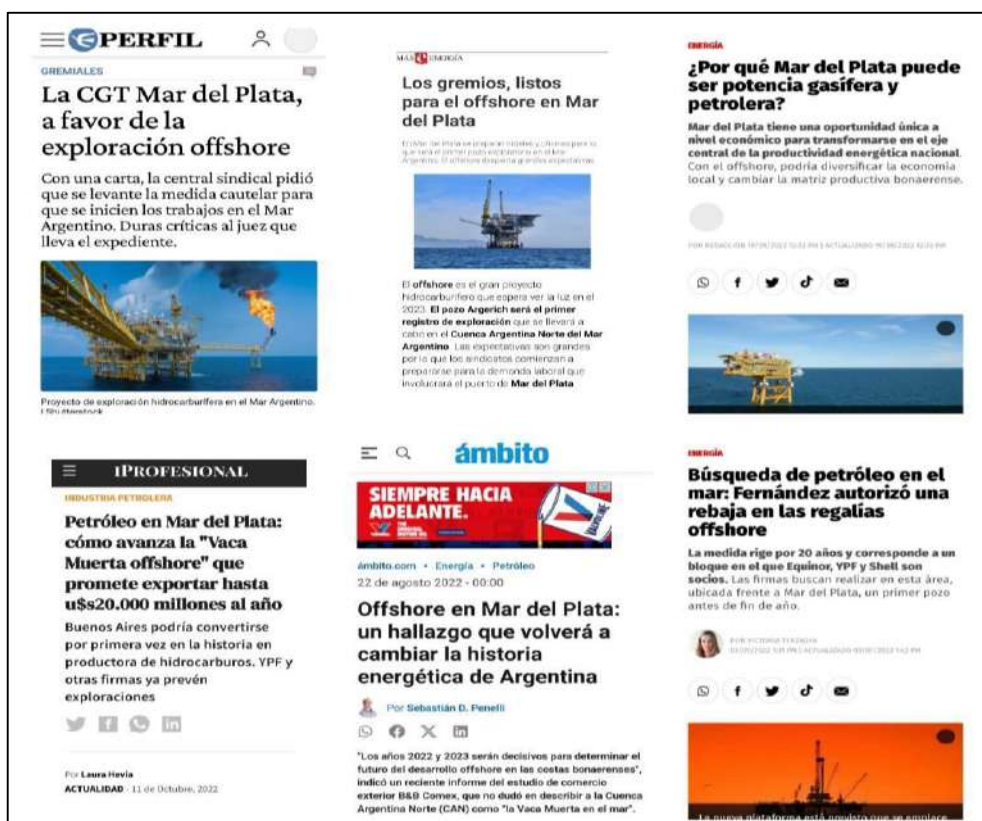 PERFIL
GREMIALES
La CGT Mar del Plata,
a favor de la
exploración offshore
Con una carta, la central sindical pidió
que se levante la medida cautelar para
que se inicien los trabajos en el Mar
Argentino. Duras críticas al juez que
lleva el expediente.
Proyecto de exploración hidrocarburífera en el Mar Argentino.
MÁS ENERGÍA
Los gremios, listos
para el offshore en Mar
del Plata
El offshore es el gran proyecto
hidrocarburífero que espera ver la luz en el
2023. El pozo Argerich será el primer
registro de exploración que se llevará a
cabo en el Cuenca Argentina Norte del Mar
Argentino. Las expectativas son grandes
por lo que los sindicatos comienzan a
prepararse para la demanda laboral que
involucrará el puerto de Mar del Plata
ENERGÍA
¿Por qué Mar del Plata puede
ser potencia gasífera y
petrolera?
Mar del Plata tiene una oportunidad única a
nivel económico para transformarse en el eje
central de la productividad energética nacional.
Con el offshore, podría diversificar la economía
local y cambiar la matriz productiva bonaerense.
iPROFESIONAL
INDUSTRIA PETROLERA
Petróleo en Mar del Plata:
cómo avanza la "Vaca
Muerta offshore" que
promete exportar hasta
u$s20.000 millones al año
Buenos Aires podría convertirse
por primera vez en la historia en
productora de hidrocarburos. YPF y
otras firmas ya prevén
exploraciones
Por Laura Hevia
ACTUALIDAD - 11 de Octubre, 2022
ámbito
SIEMPRE HACIA
ADELANTE.
VALVOLINE
ámbito.com • Energía • Petróleo
22 de agosto 2022 - 00:00
Offshore en Mar del Plata:
un hallazgo que volverá a
cambiar la historia
energética de Argentina
Por Sebastián D. Penelli
"Los años 2022 y 2023 serán decisivos para determinar el
futuro del desarrollo offshore en las costas bonaerenses",
indicó un reciente informe del estudio de comercio
exterior B&B Comex, que no dudó en describir a la Cuenca
Argentina Norte (CAN) como "la Vaca Muerta en el mar".
ENERGÍA
Búsqueda de petróleo en el
mar: Fernández autorizó una
rebaja en las regalías
offshore
La medida rige por 20 años y corresponde a un
bloque en el que Equinor, YPF y Shell son
socios. Las firmas buscan realizar en esta área,
ubicada frente a Mar del Plata, un primer pozo
antes de fin de año.
La nueva plataforma está previsto que se emplace